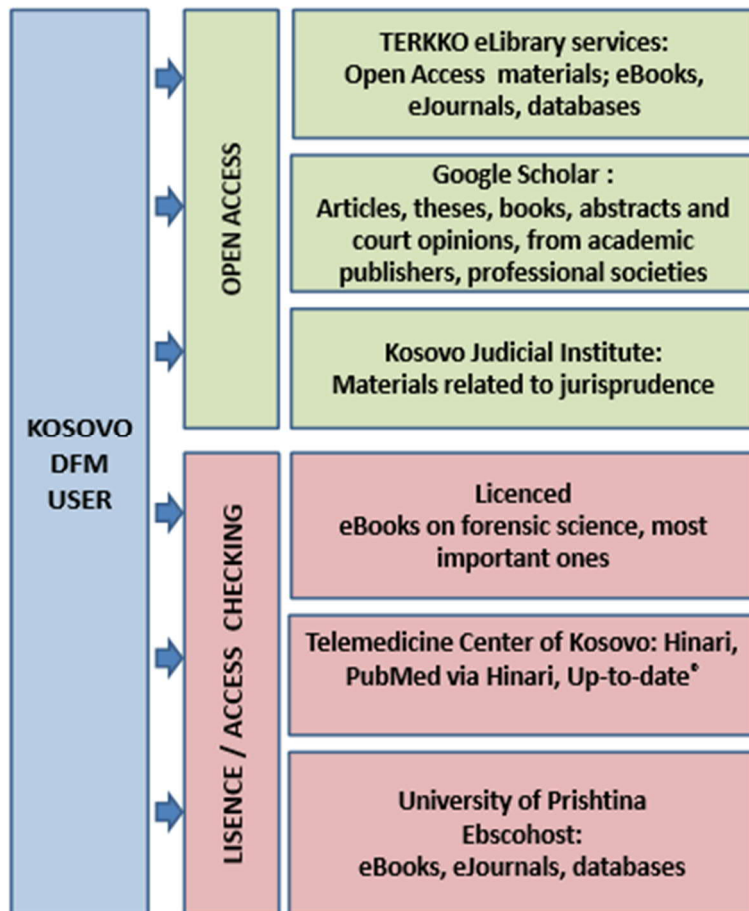 KOSOVO
DFM
USER
OPEN ACCESS
TERKKO eLibrary services:
Open Access materials; eBooks,
eJournals, databases
Google Scholar :
Articles, theses, books, abstracts and
court opinions, from academic
publishers, professional societies
Kosovo Judicial Institute:
Materials related to jurisprudence
LISENCE / ACCESS CHECKING
Licenced
eBooks on forensic science, most
important ones
Telemedicine Center of Kosovo: Hinari,
PubMed via Hinari, Up-to-date®
University of Prishtina
Ebscohost:
eBooks, eJournals, databases